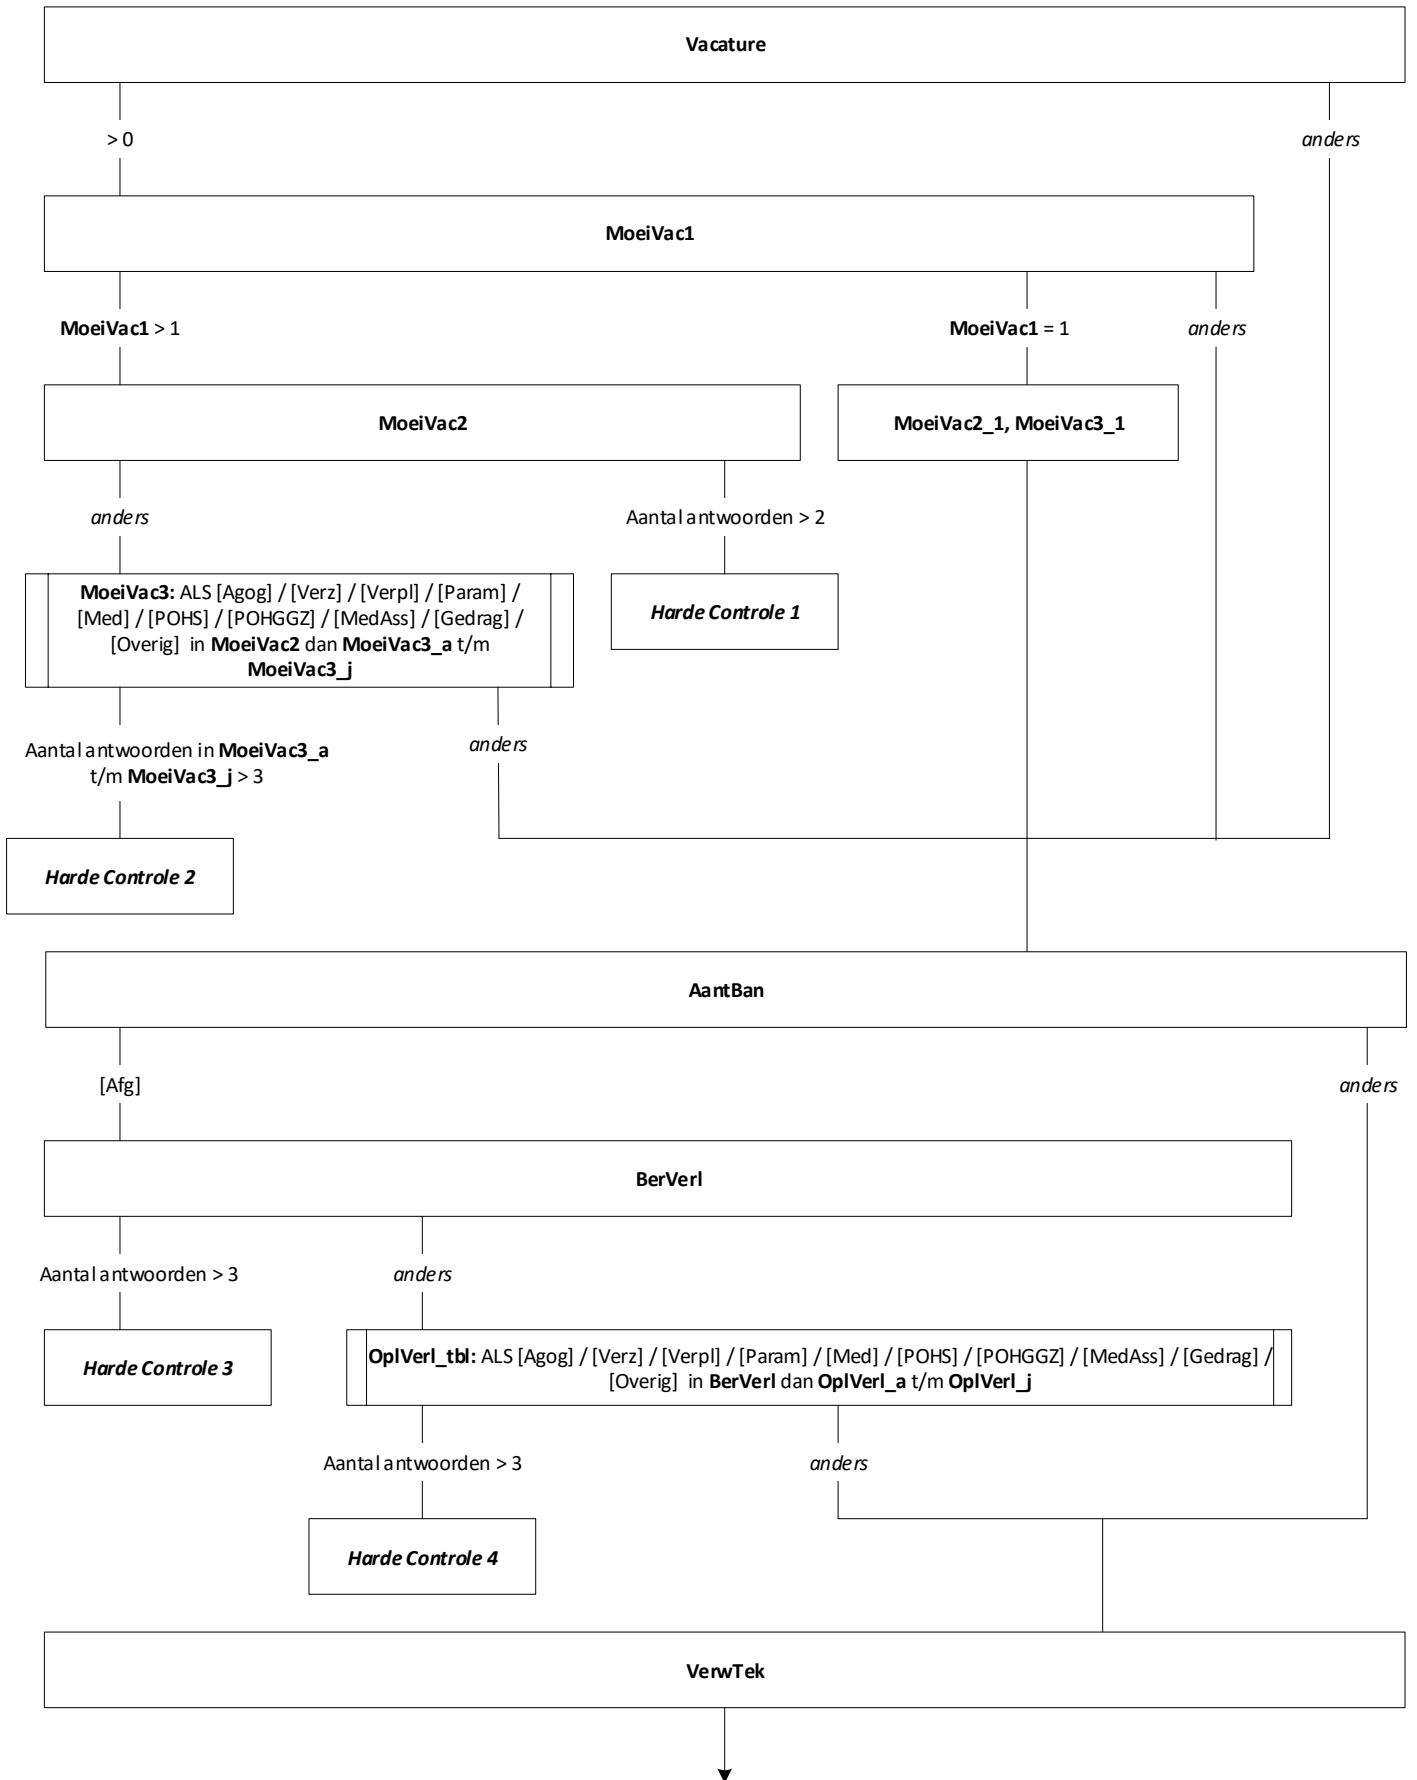 Vacature
> 0
anders
MoeiVac1
MoeiVac1 > 1
MoeiVac1 = 1
anders
MoeiVac2
MoeiVac2_1, MoeiVac3_1
anders
Aantal antwoorden > 2
MoeiVac3: ALS [Agog] / [Verz] / [Verpl] / [Param] /
[Med] / [POHS] / [POHGGZ] / [MedAss] / [Gedrag] /
[Overig] in MoeiVac2 dan MoeiVac3_a t/m
MoeiVac3_j
Harde Controle 1
Aantal antwoorden in MoeiVac3_a
t/m MoeiVac3_j > 3
anders
Harde Controle 2
AantBan
[Afg]
anders
BerVerl
Aantal antwoorden > 3
anders
Harde Controle 3
OplVerl_tbl: ALS [Agog] / [Verz] / [Verpl] / [Param] / [Med] / [POHS] / [POHGGZ] / [MedAss] / [Gedrag] /
[Overig] in BerVerl dan OplVerl_a t/m OplVerl_j
Aantal antwoorden > 3
anders
Harde Controle 4
VerwTek